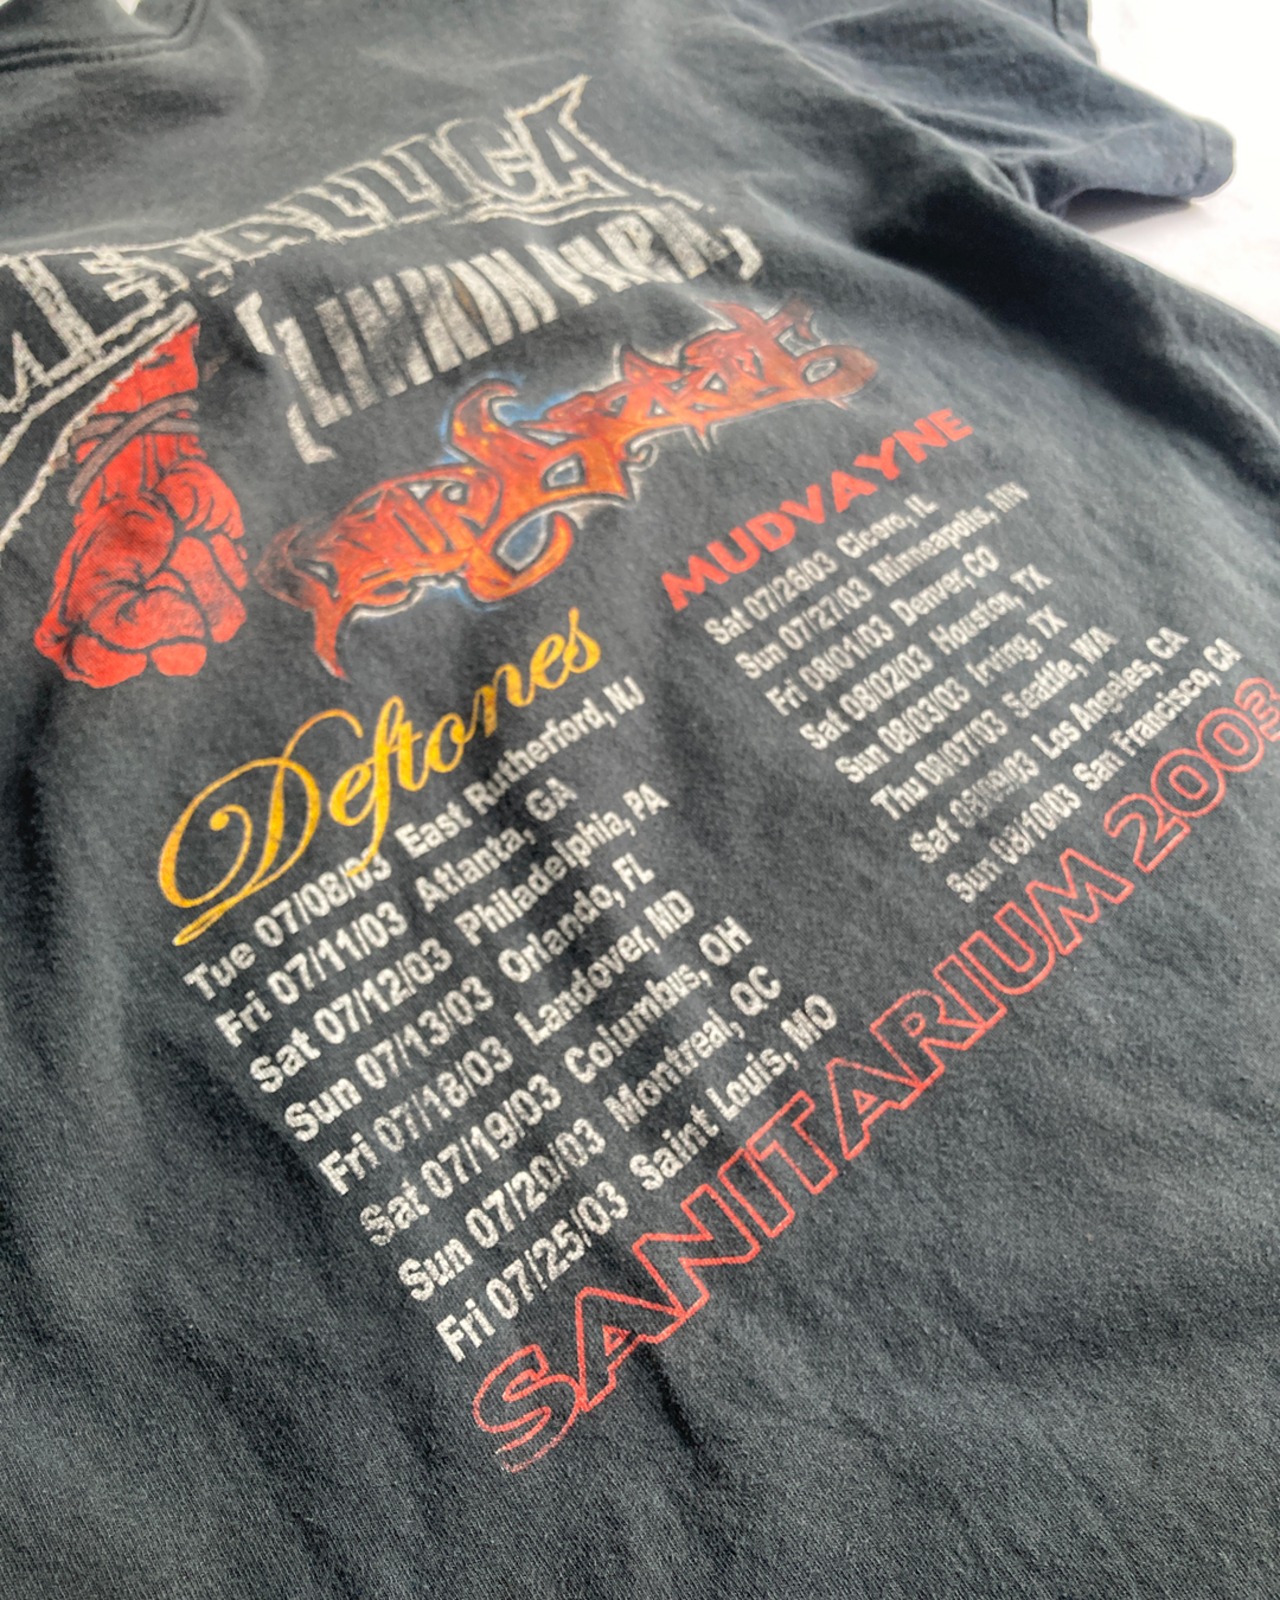 METALLICA
LINKIN PARK
limpbizkit
Deftones
Tue 07/08/03 East Rutherford, NJ
Fri 07/11/03 Atlanta, GA
Sat 07/12/03 Philadelphia, PA
Sun 07/13/03 Orlando, FL
Fri 07/18/03 Landover, MD
Sat 07/19/03 Columbus, OH
Sun 07/20/03 Montreal, QC
Fri 07/25/03 Saint Louis, MO
MUDVAYNE
Sat 07/26/03 Cicero, IL
Sun 07/27/03 Minneapolis, MN
Fri 08/01/03 Denver, CO
Sat 08/02/03 Houston, TX
Sun 08/03/03 Irving, TX
Thu 08/07/03 Seattle, WA
Sat 08/09/03 Los Angeles, CA
Sun 08/10/03 San Francisco, CA
SANITARIUM 2003